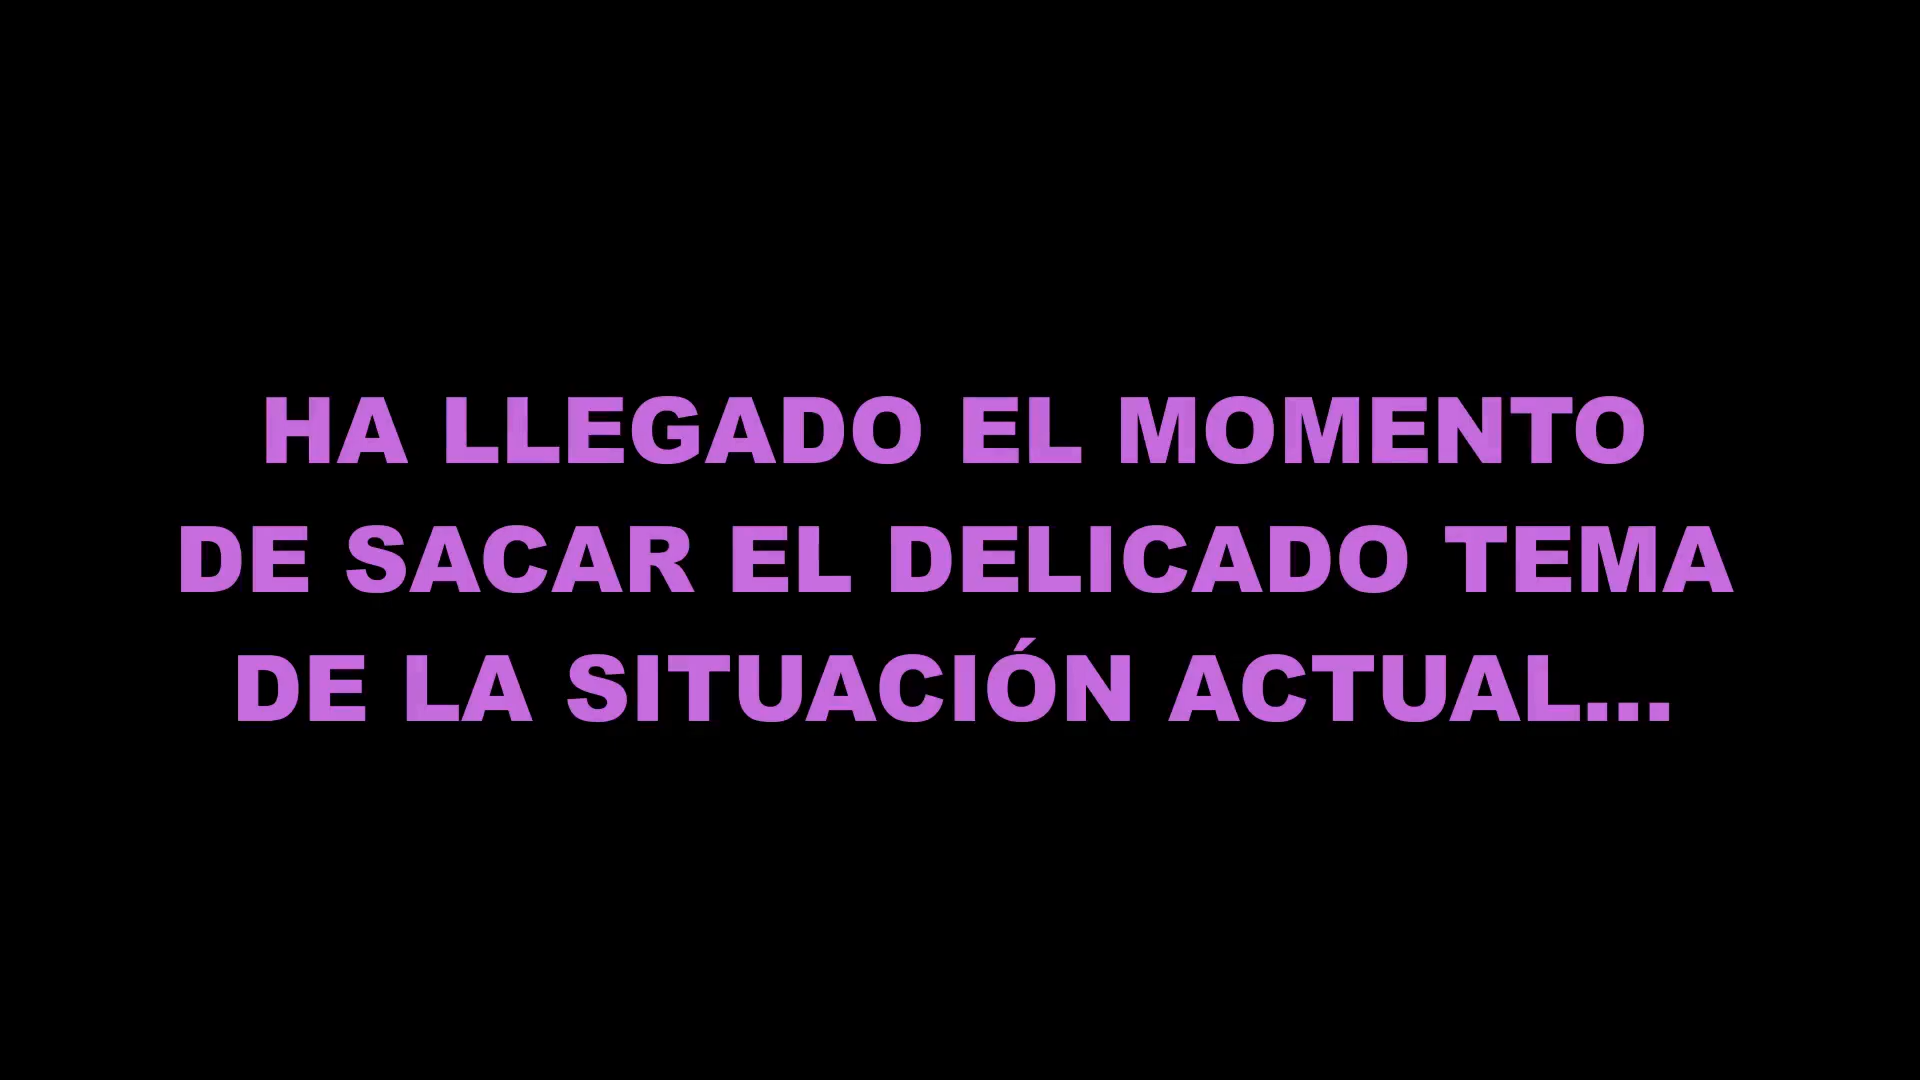 HA LLEGADO EL MOMENTO
DE SACAR EL DELICADO TEMA
DE LA SITUACIÓN ACTUAL...